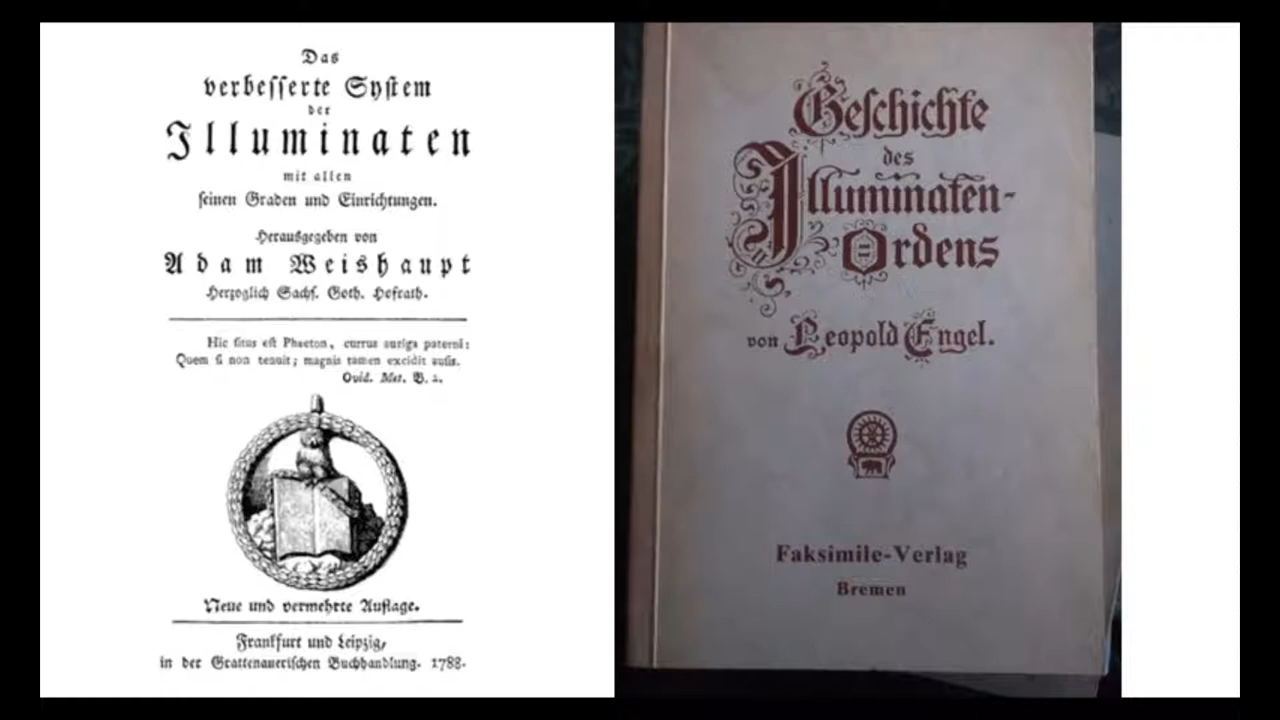 Das
verbesserte System
der
Illuminaten
mit allen
seinen Graden und Einrichtungen.
Herausgegeben von
Adam Weishaupt
Herzoglich Sachs. Goth. Hofrath.
Hic situs est Phaeton, currus auriga paterni:
Quem si non tenuit; magnis tamen excidit ausis.
Ovid. Met. B. 2.
Neue und vermehrte Auflage.
Frankfurt und Leipzig,
in der Grattenauerischen Buchhandlung. 1788.
Geschichte
des
Illuminaten-
Ordens
von Leopold Engel.
Faksimile-Verlag
Bremen